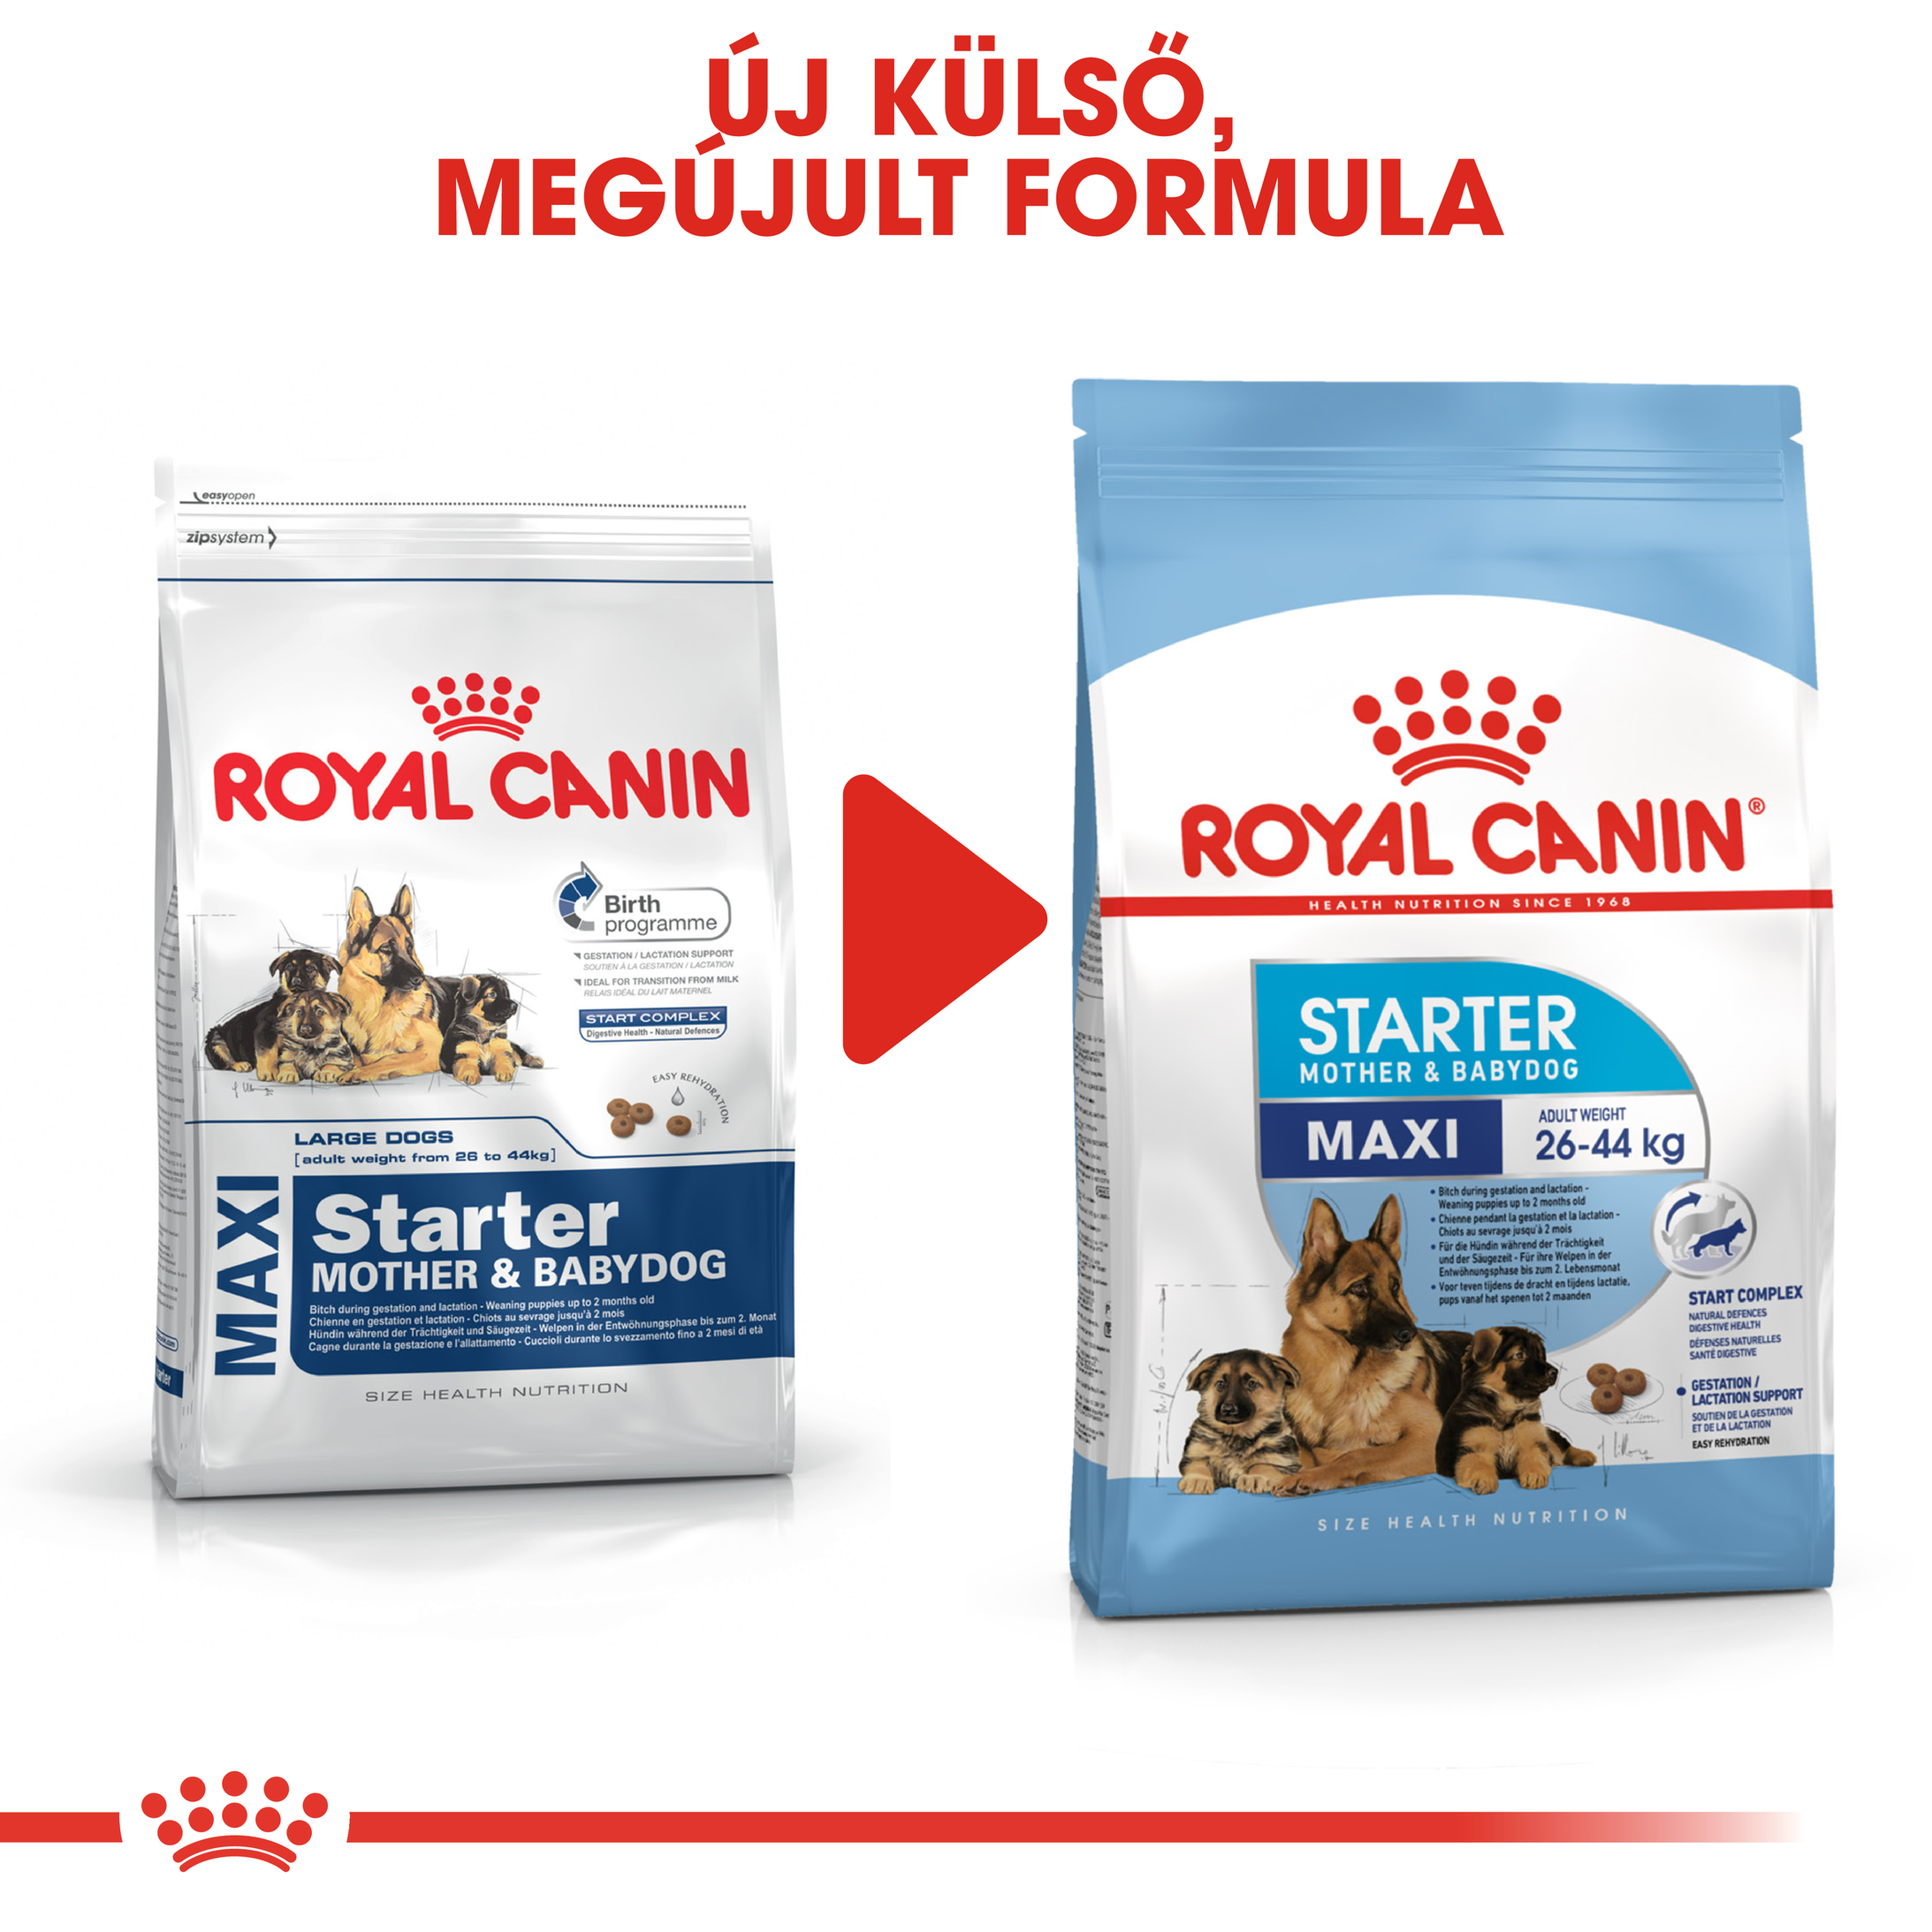 ÚJ KÜLSŐ,
MEGÚJULT FORMULA
easyopen
zipsystem
ROYAL CANIN
Birth
programme
GESTATION / LACTATION SUPPORT
SOUTIEN À LA GESTATION / LACTATION
IDEAL FOR TRANSITION FROM MILK
RELAIS IDÉAL DU LAIT MATERNEL
START COMPLEX
Digestive Health - Natural Defences
EASY REHYDRATION
LARGE DOGS
[adult weight from 26 to 44kg]
MAXI
Starter
MOTHER & BABYDOG
Bitch during gestation and lactation - Weaning puppies up to 2 months old
Chienne en gestation et lactation - Chiots au sevrage jusqu'à 2 mois
Hündin während der Trächtigkeit und Säugezeit - Welpen in der Entwöhnungsphase bis zum 2. Monat
Cagne durante la gestazione e l'allattamento - Cuccioli durante lo svezzamento fino a 2 mesi di età
SIZE HEALTH NUTRITION
ROYAL CANIN®
HEALTH NUTRITION SINCE 1968
STARTER
MOTHER & BABYDOG
MAXI
ADULT WEIGHT
26-44 kg
• Bitch during gestation and lactation -
Weaning puppies up to 2 months old
• Chienne pendant la gestation et la lactation -
Chiots au sevrage jusqu'à 2 mois
• Für die Hündin während der Trächtigkeit
und der Säugezeit - Für ihre Welpen in der
Entwöhnungsphase bis zum 2. Lebensmonat
• Voor teven tijdens de dracht en tijdens lactatie,
pups vanaf het spenen tot 2 maanden
START COMPLEX
NATURAL DEFENCES
DIGESTIVE HEALTH
DÉFENSES NATURELLES
SANTÉ DIGESTIVE
• GESTATION /
LACTATION SUPPORT
SOUTIEN DE LA GESTATION
ET DE LA LACTATION
EASY REHYDRATION
SIZE HEALTH NUTRITION